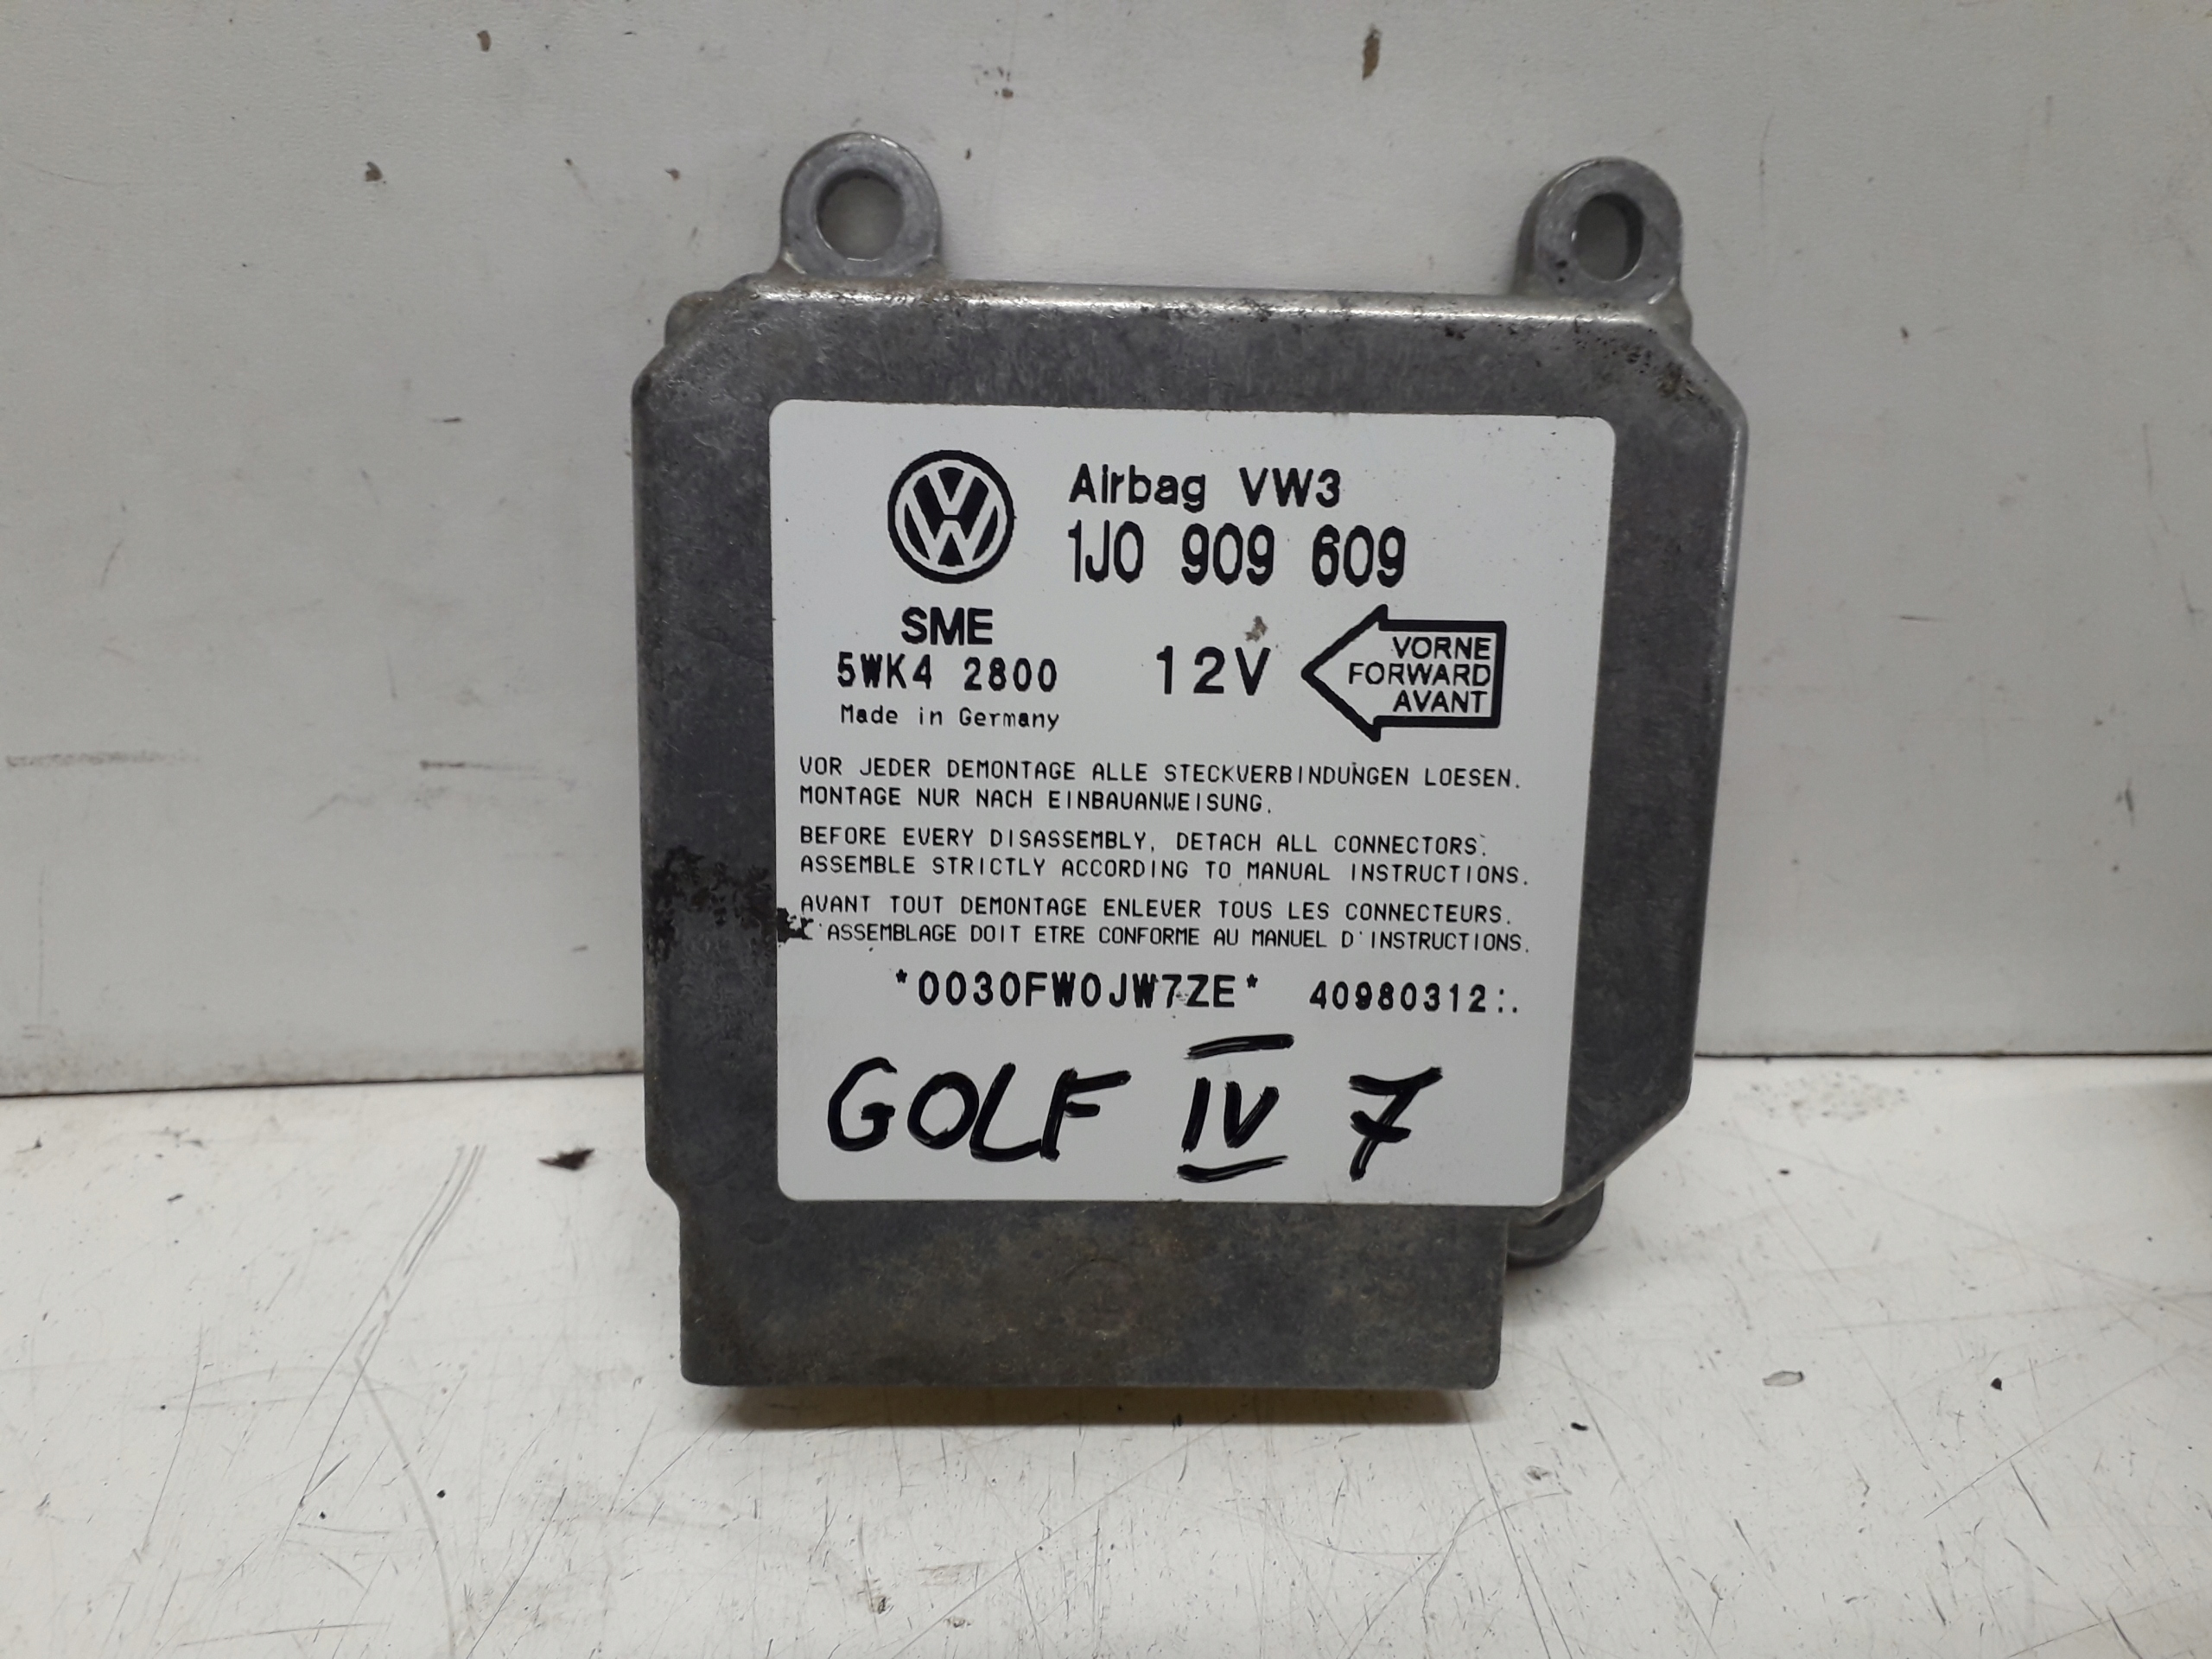 Airbag VW3
1J0 909 609
SME
5WK4 2800
Made in Germany
12V
VORNE
FORWARD
AVANT
VOR JEDER DEMONTAGE ALLE STECKVERBINDUNGEN LOESEN.
MONTAGE NUR NACH EINBAUANWEISUNG.
BEFORE EVERY DISASSEMBLY, DETACH ALL CONNECTORS.
ASSEMBLE STRICTLY ACCORDING TO MANUAL INSTRUCTIONS.
AVANT TOUT DEMONTAGE ENLEVER TOUS LES CONNECTEURS.
L'ASSEMBLAGE DOIT ETRE CONFORME AU MANUEL D'INSTRUCTIONS.
*0030FW0JW7ZE* 40980312:.
GOLF IV 7